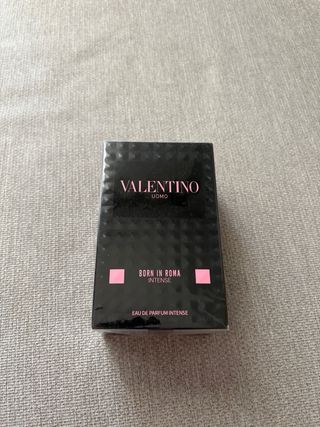 VALENTINO
UOMO
BORN IN ROMA
INTENSE
EAU DE PARFUM INTENSE